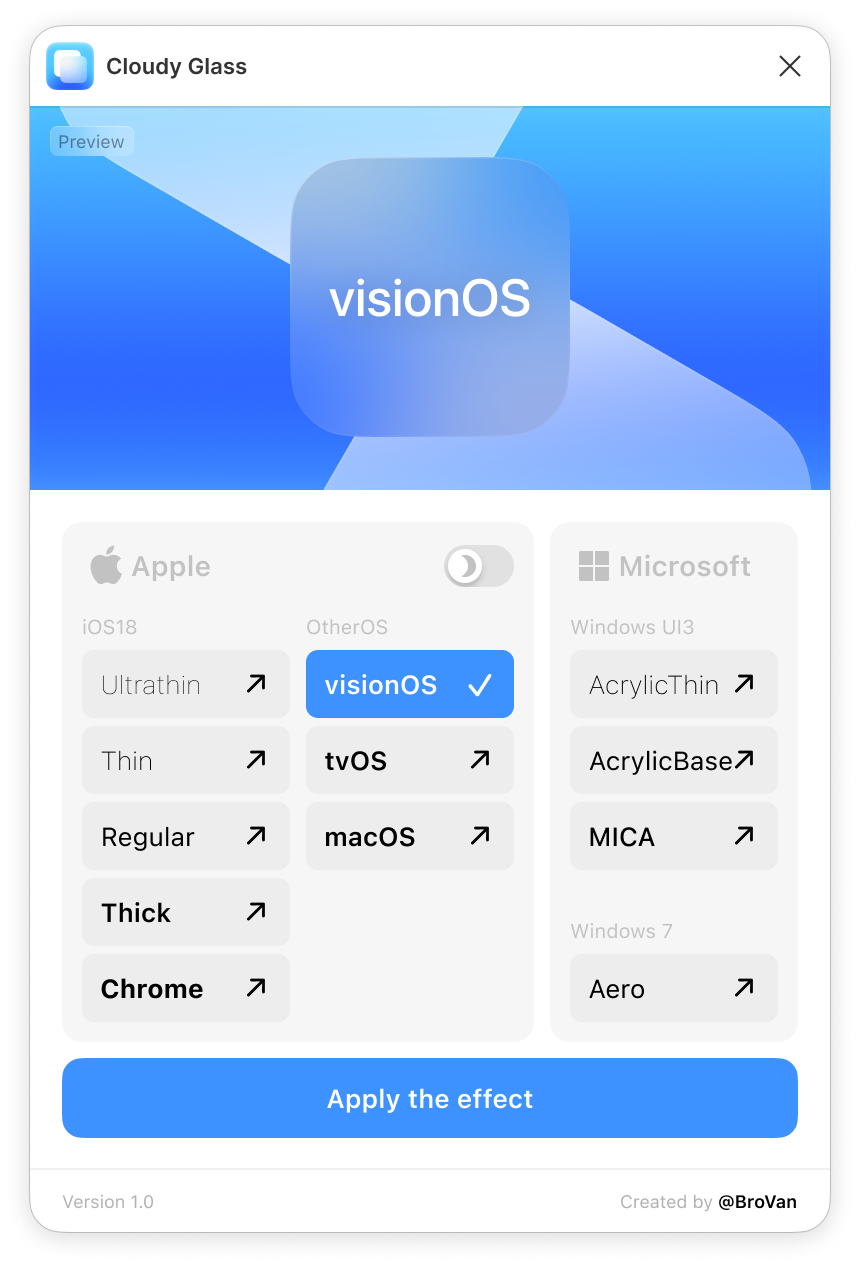 Cloudy Glass
Preview
visionOS
Apple
iOS18
Ultrathin
Thin
Regular
Thick
Chrome
OtherOS
visionOS
tvOS
macOS
Microsoft
Windows UI3
AcrylicThin
AcrylicBase
MICA
Windows 7
Aero
Apply the effect
Version 1.0
Created by @BroVan